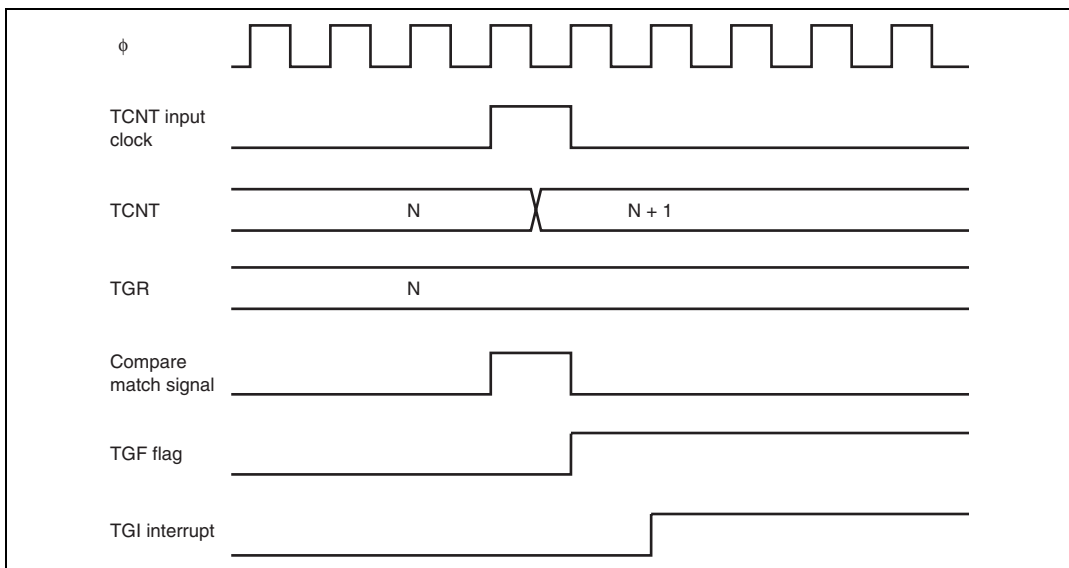 ϕ
TCNT input
clock
TCNT
N
N + 1
TGR
N
Compare
match signal
TGF flag
TGI interrupt